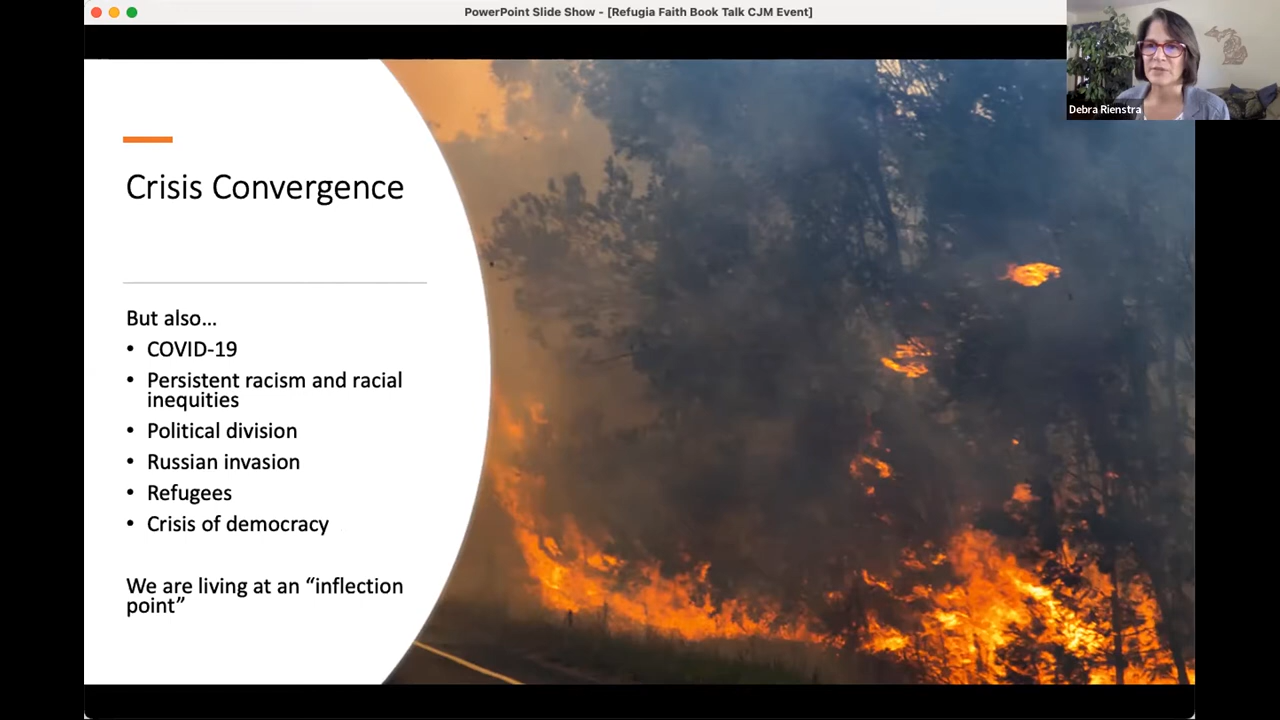 PowerPoint Slide Show - [Refugia Faith Book Talk CJM Event]
Debra Rienstra
Crisis Convergence
But also...
• COVID-19
• Persistent racism and racial
inequities
• Political division
• Russian invasion
• Refugees
• Crisis of democracy
We are living at an “inflection
point”